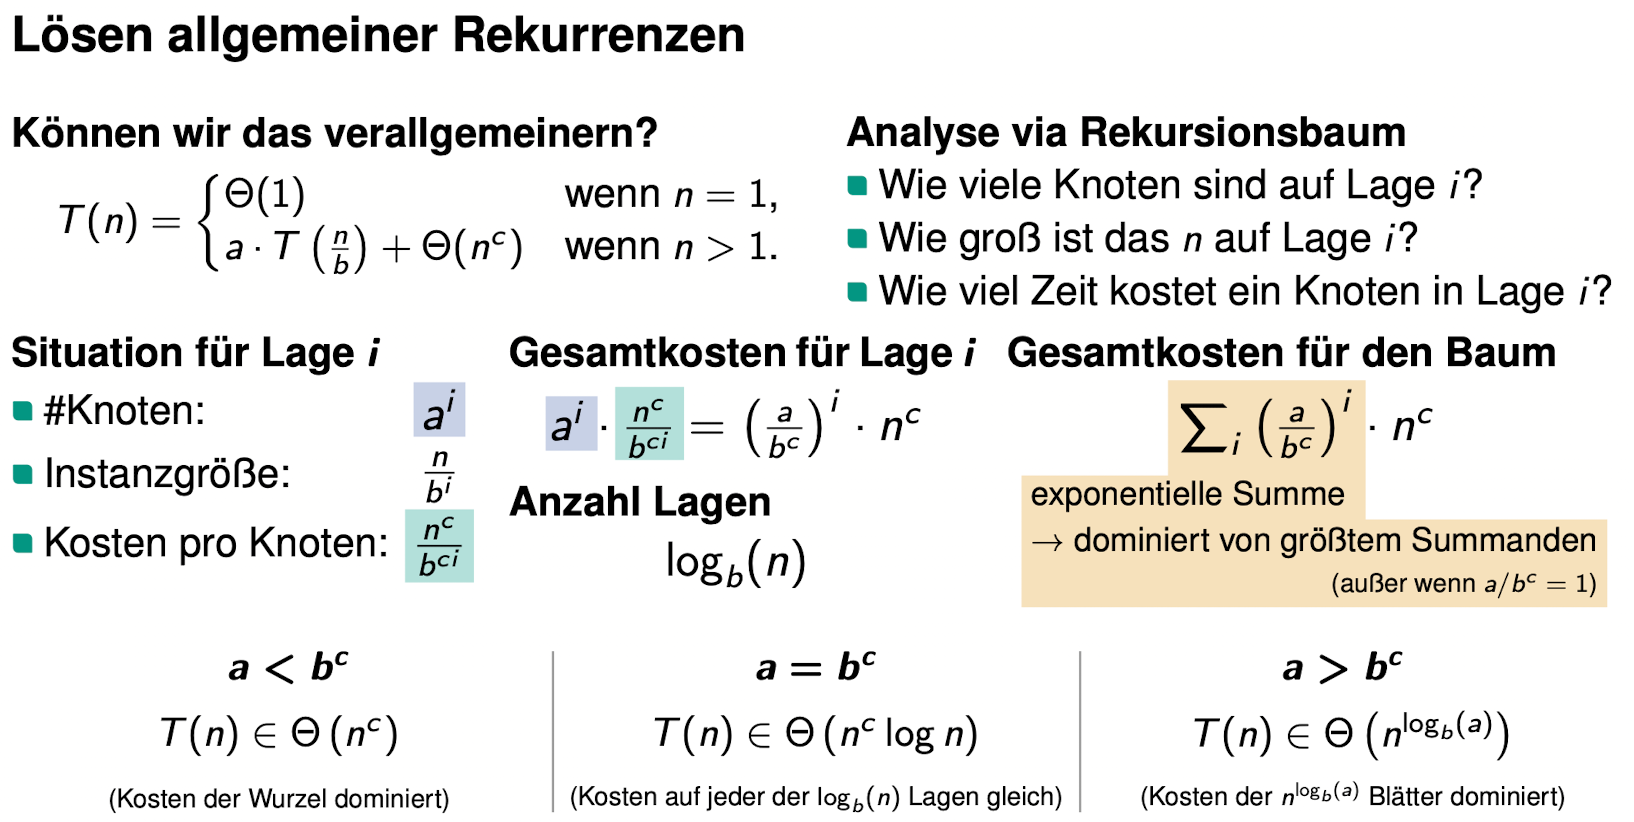 Lösen allgemeiner Rekurrenzen
Können wir das verallgemeinern?
T(n) = { Θ(1) wenn n = 1,
a · T (n/b) + Θ(n^c) wenn n > 1.
Analyse via Rekursionsbaum
Wie viele Knoten sind auf Lage i?
Wie groß ist das n auf Lage i?
Wie viel Zeit kostet ein Knoten in Lage i?
Situation für Lage i
#Knoten: a^i
Instanzgröße: n/b^i
Kosten pro Knoten: n^c/b^{ci}
Gesamtkosten für Lage i
a^i · n^c/b^{ci} = (a/b^c)^i · n^c
Anzahl Lagen
log_b(n)
Gesamtkosten für den Baum
∑_i (a/b^c)^i · n^c
exponentielle Summe
→ dominiert von größtem Summanden
(außer wenn a/b^c = 1)
a < b^c
T(n) ∈ Θ (n^c)
(Kosten der Wurzel dominiert)
a = b^c
T(n) ∈ Θ (n^c log n)
(Kosten auf jeder der log_b(n) Lagen gleich)
a > b^c
T(n) ∈ Θ (n^{log_b(a)})
(Kosten der n^{log_b(a)} Blätter dominiert)